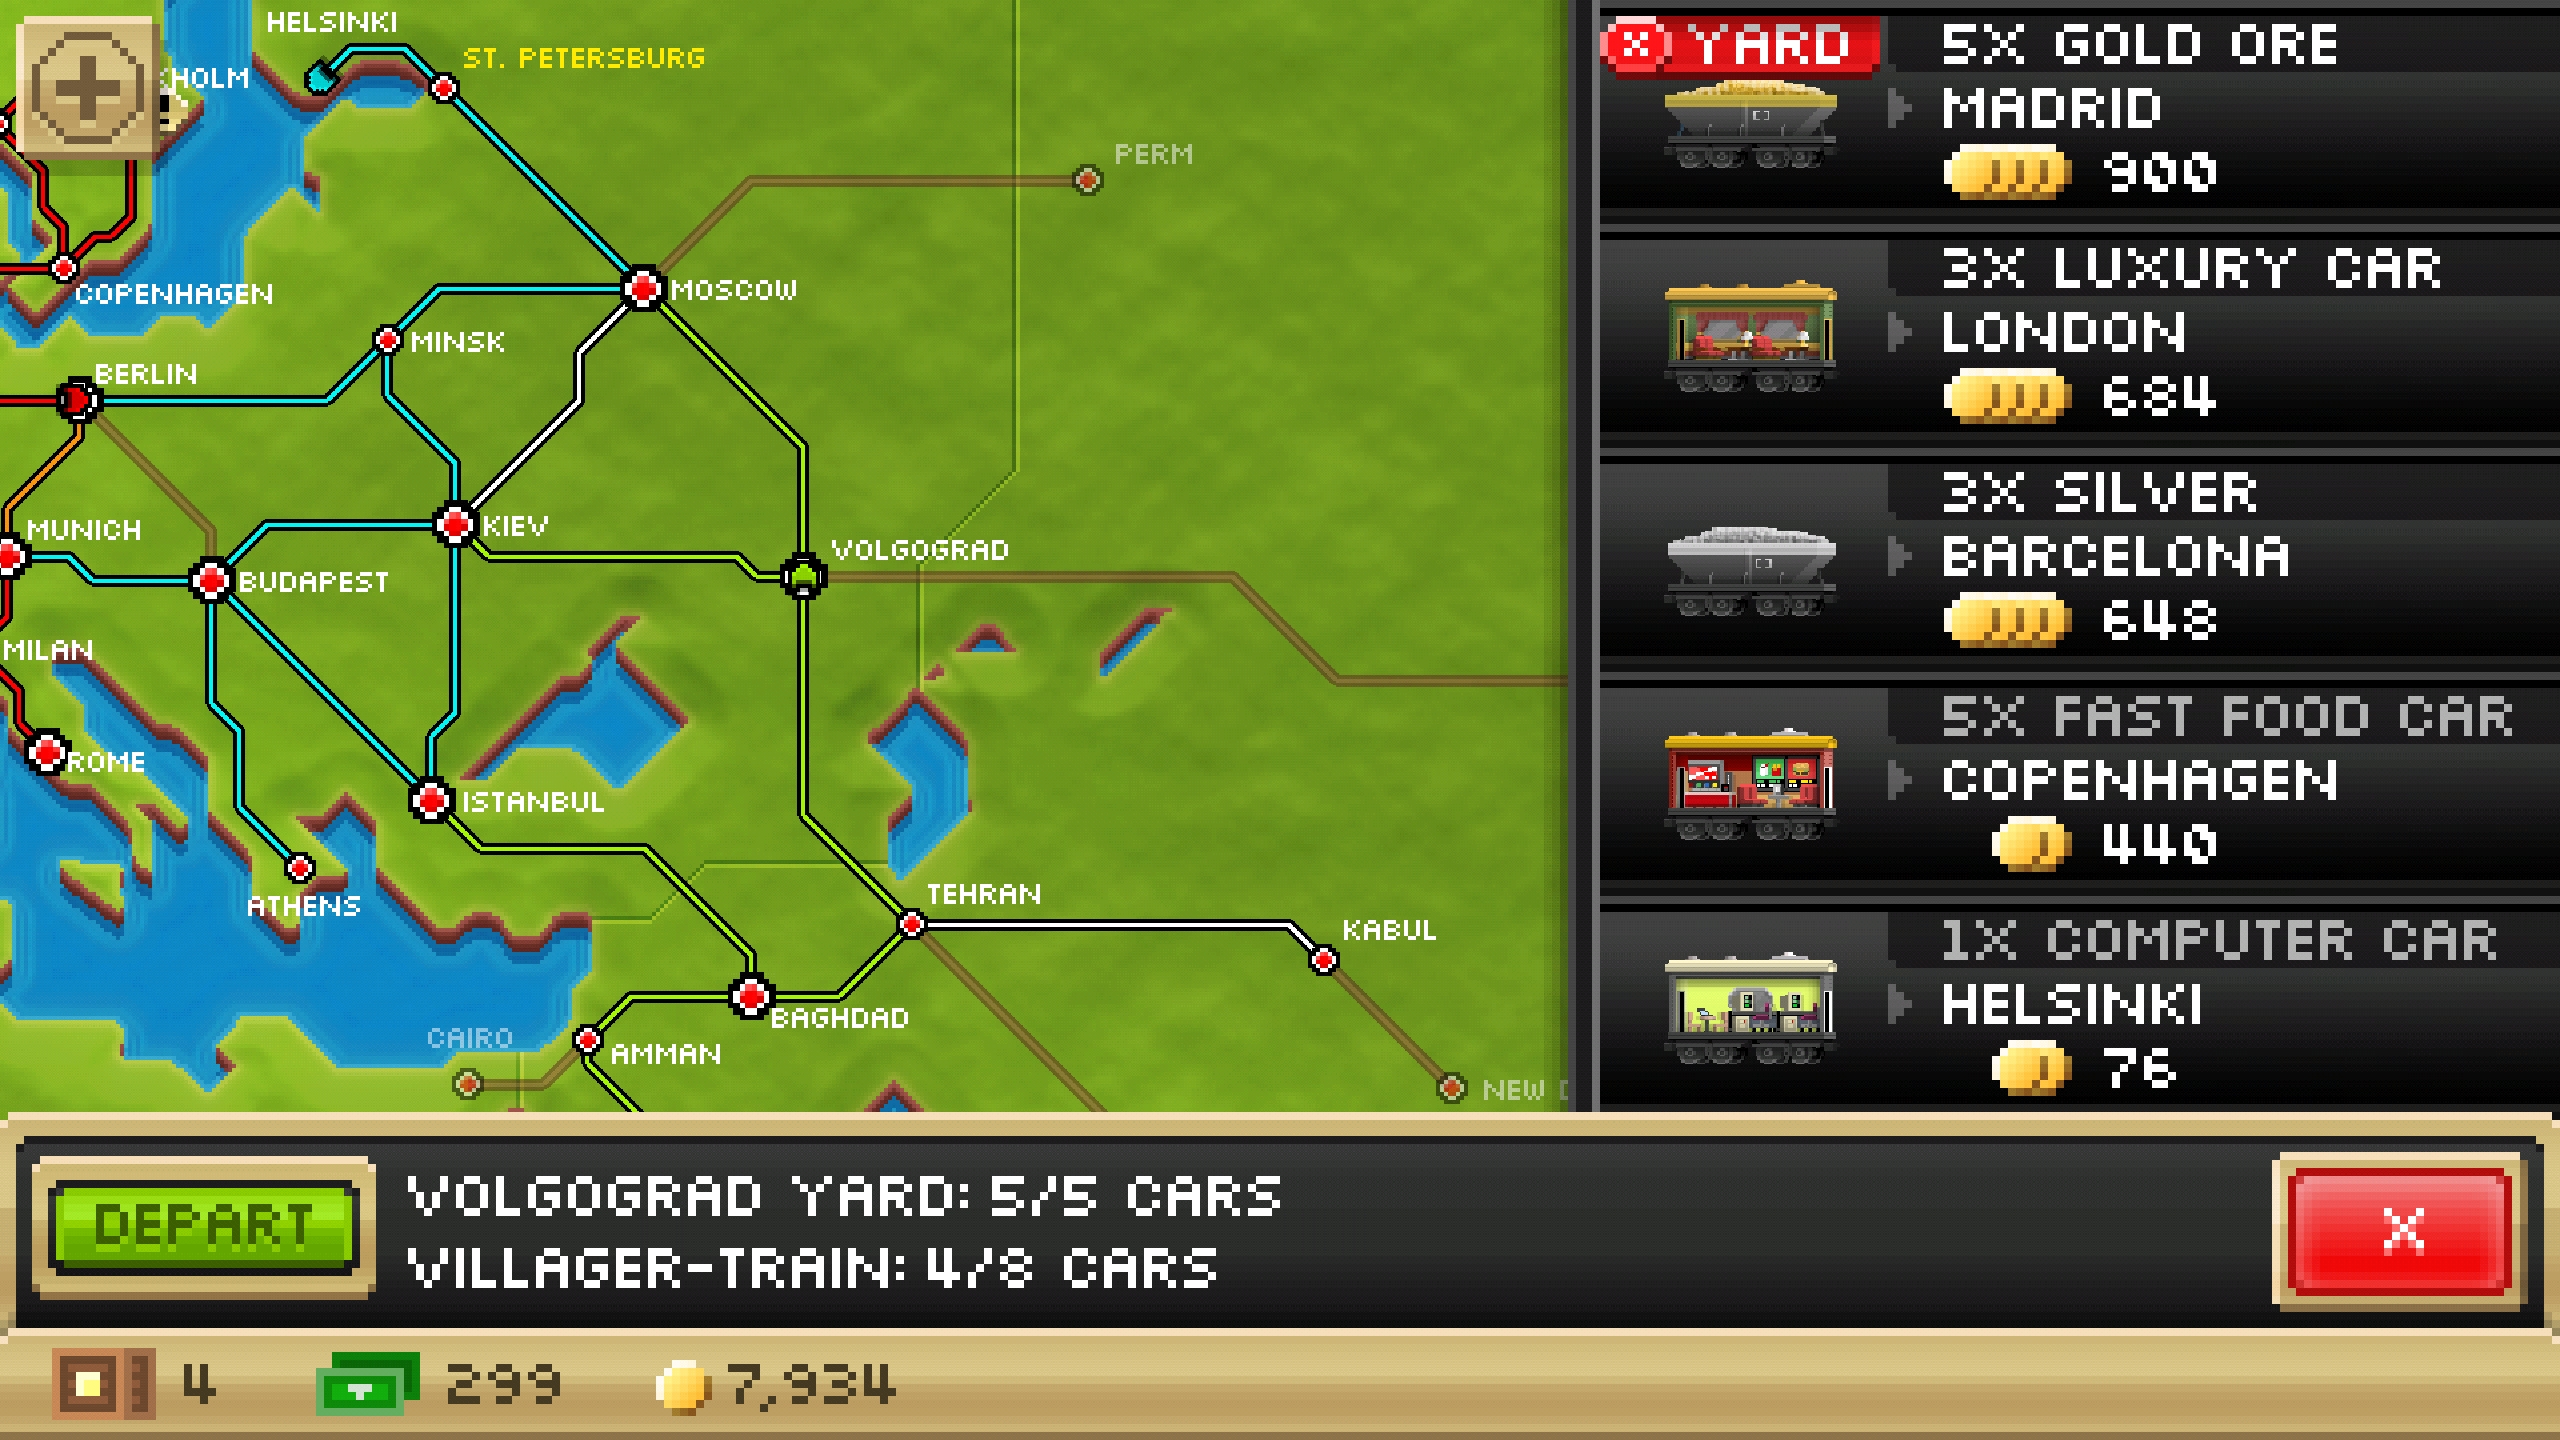 HELSINKI
ST. PETERSBURG
HOLM
PERM
COPENHAGEN
MOSCOW
MINSK
BERLIN
MUNICH
KIEV
VOLGOGRAD
BUDAPEST
MILAN
ROME
ISTANBUL
ATHENS
TEHRAN
KABUL
BAGHDAD
CAIRO
AMMAN
NEW
YARD
5X GOLD ORE
MADRID
900
3X LUXURY CAR
LONDON
684
3X SILVER
BARCELONA
648
5X FAST FOOD CAR
COPENHAGEN
440
1X COMPUTER CAR
HELSINKI
76
DEPART
VOLGOGRAD YARD: 5/5 CARS
VILLAGER-TRAIN: 4/8 CARS
X
4
299
7,934